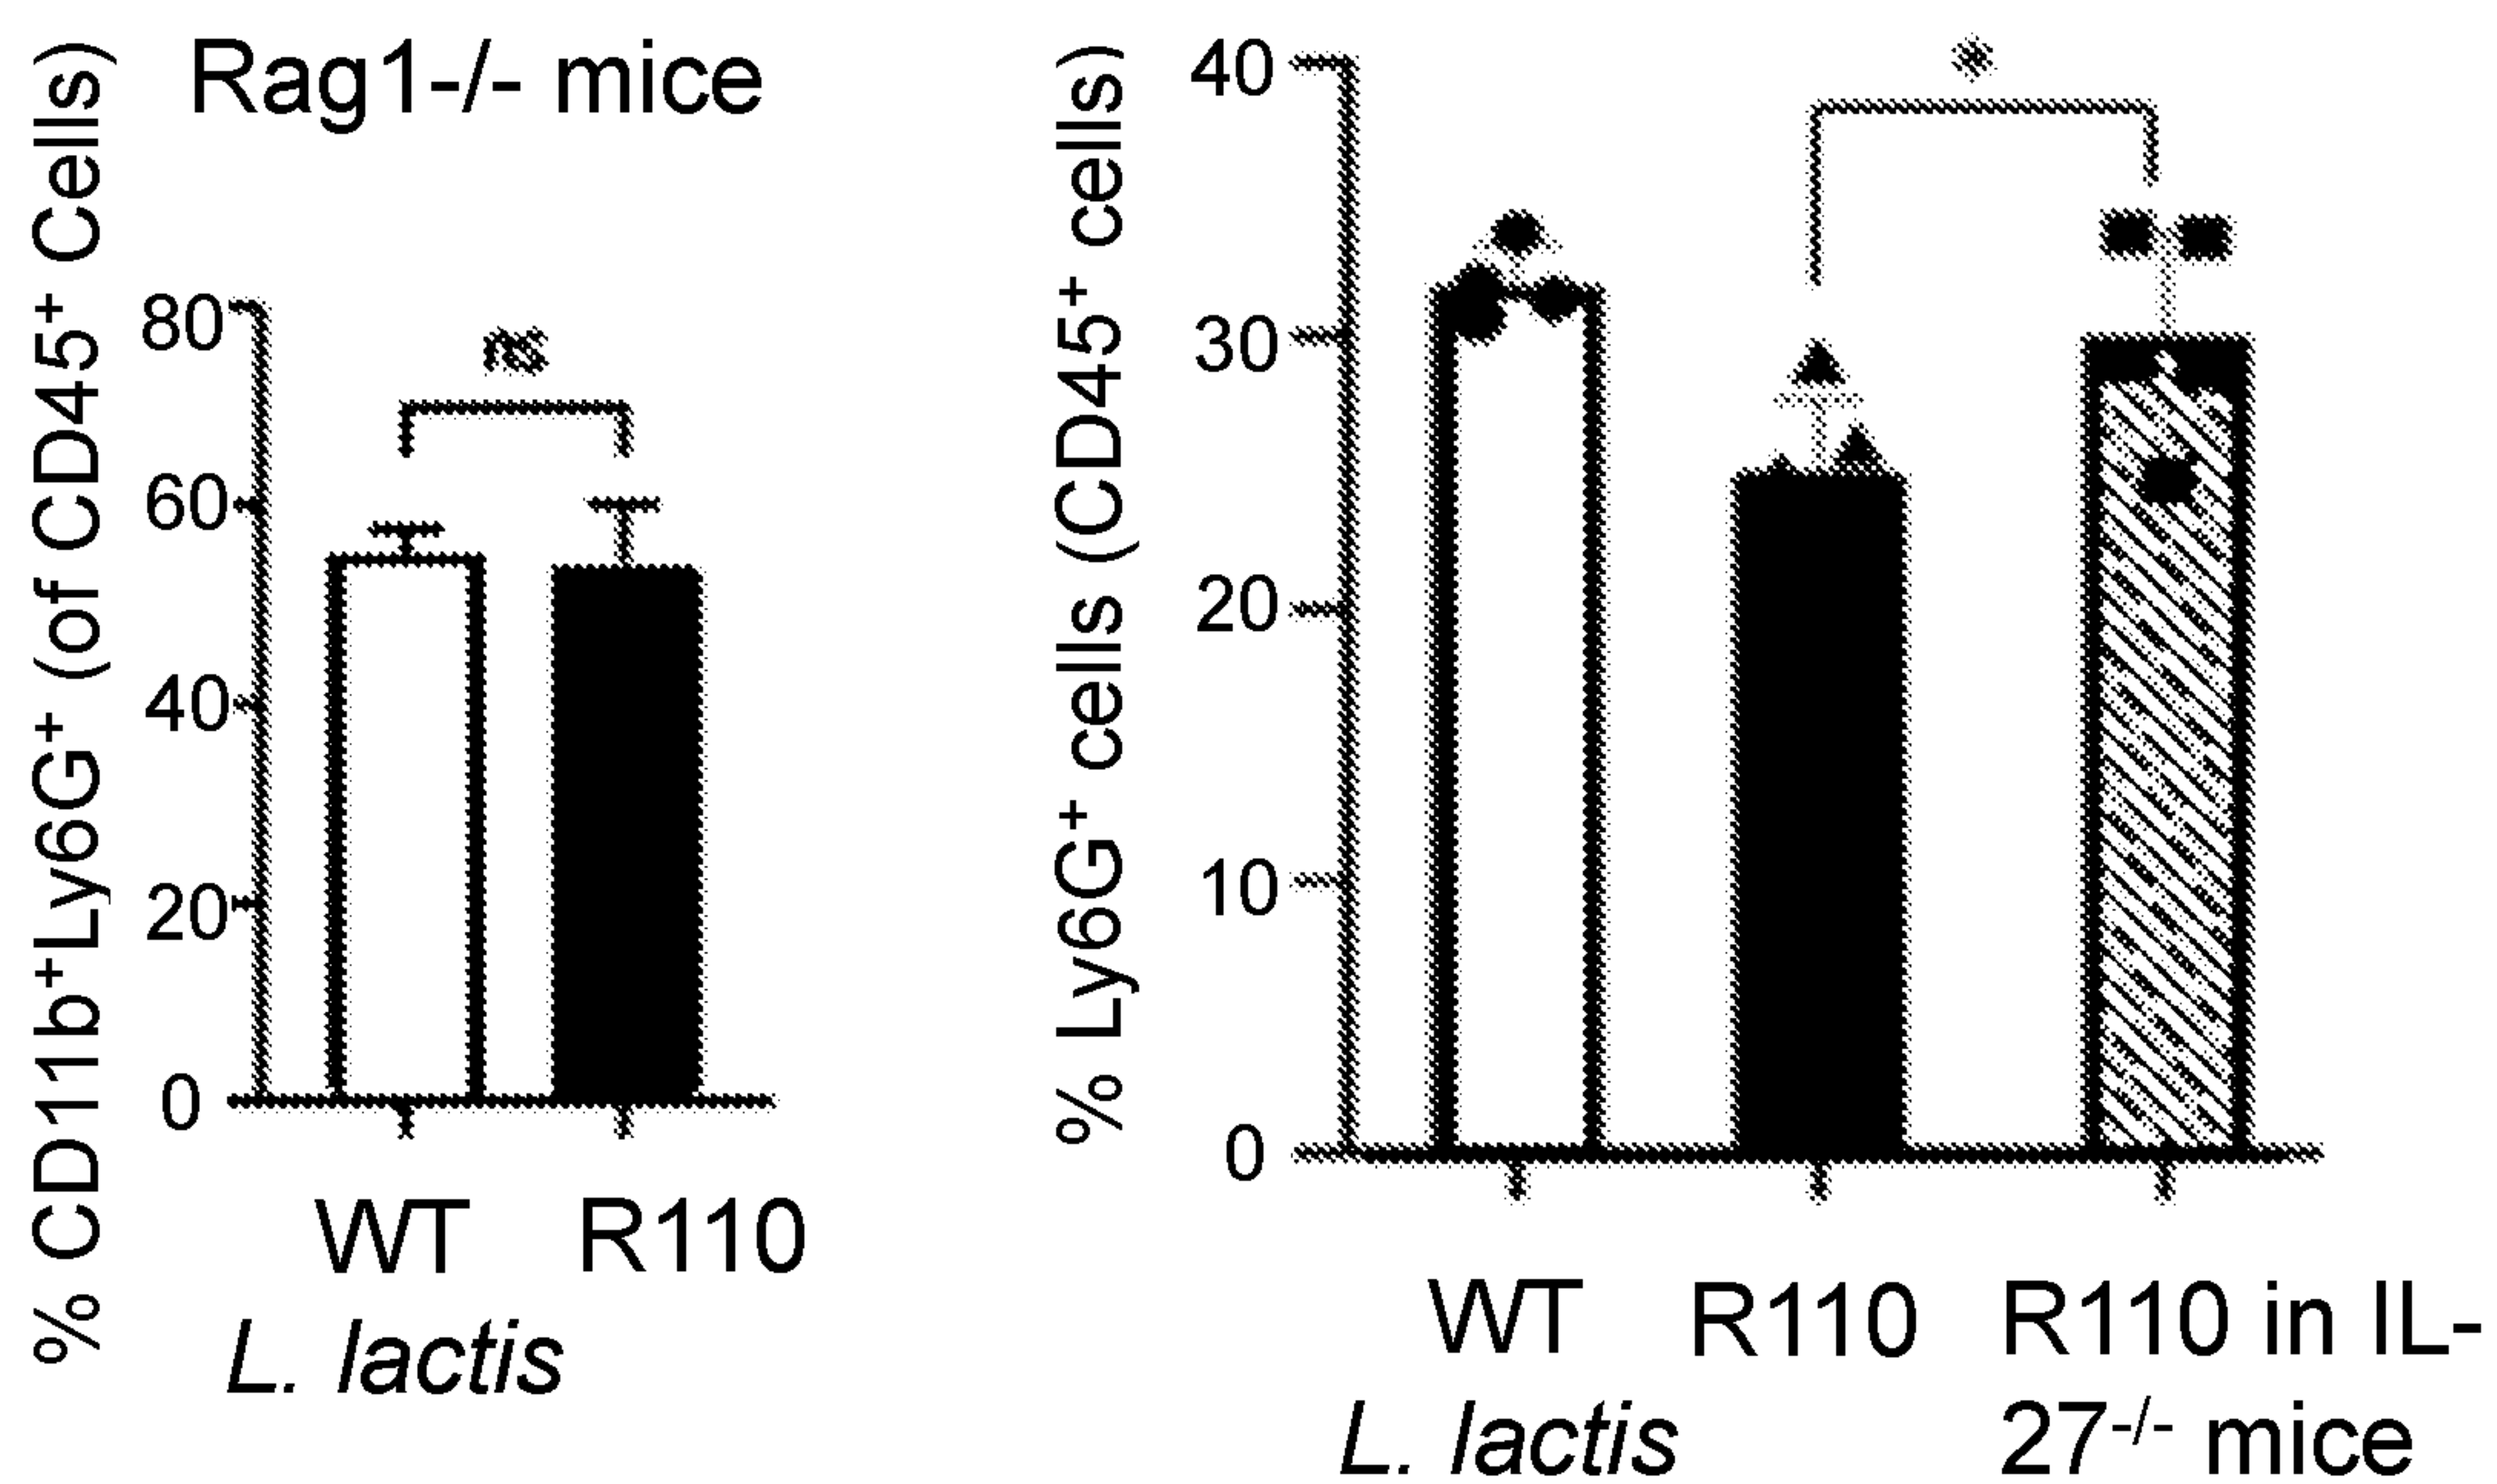 % CD11b⁺Ly6G⁺ (of CD45⁺ Cells)
Rag1-/- mice
80
60
40
20
0
ns
WT
R110
L. lactis
% Ly6G⁺ cells (CD45⁺ cells)
40
30
20
10
0
*
WT
R110
R110 in IL-
27⁻/⁻ mice
L. lactis